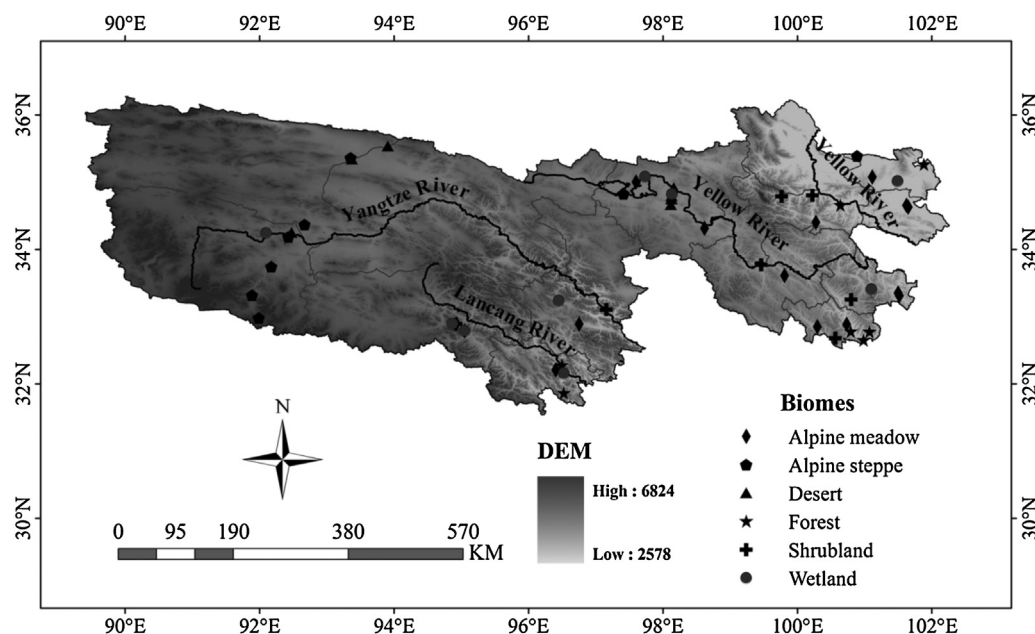 90°E 92°E 94°E 96°E 98°E 100°E 102°E
36°N 36°N
34°N 34°N
32°N 32°N
30°N 30°N
Yangtze River
Lancang River
Yellow River
Yellow River
N
0 95 190 380 570
KM
DEM
High : 6824
Low : 2578
Biomes
Alpine meadow
Alpine steppe
Desert
Forest
Shrubland
Wetland
90°E 92°E 94°E 96°E 98°E 100°E 102°E